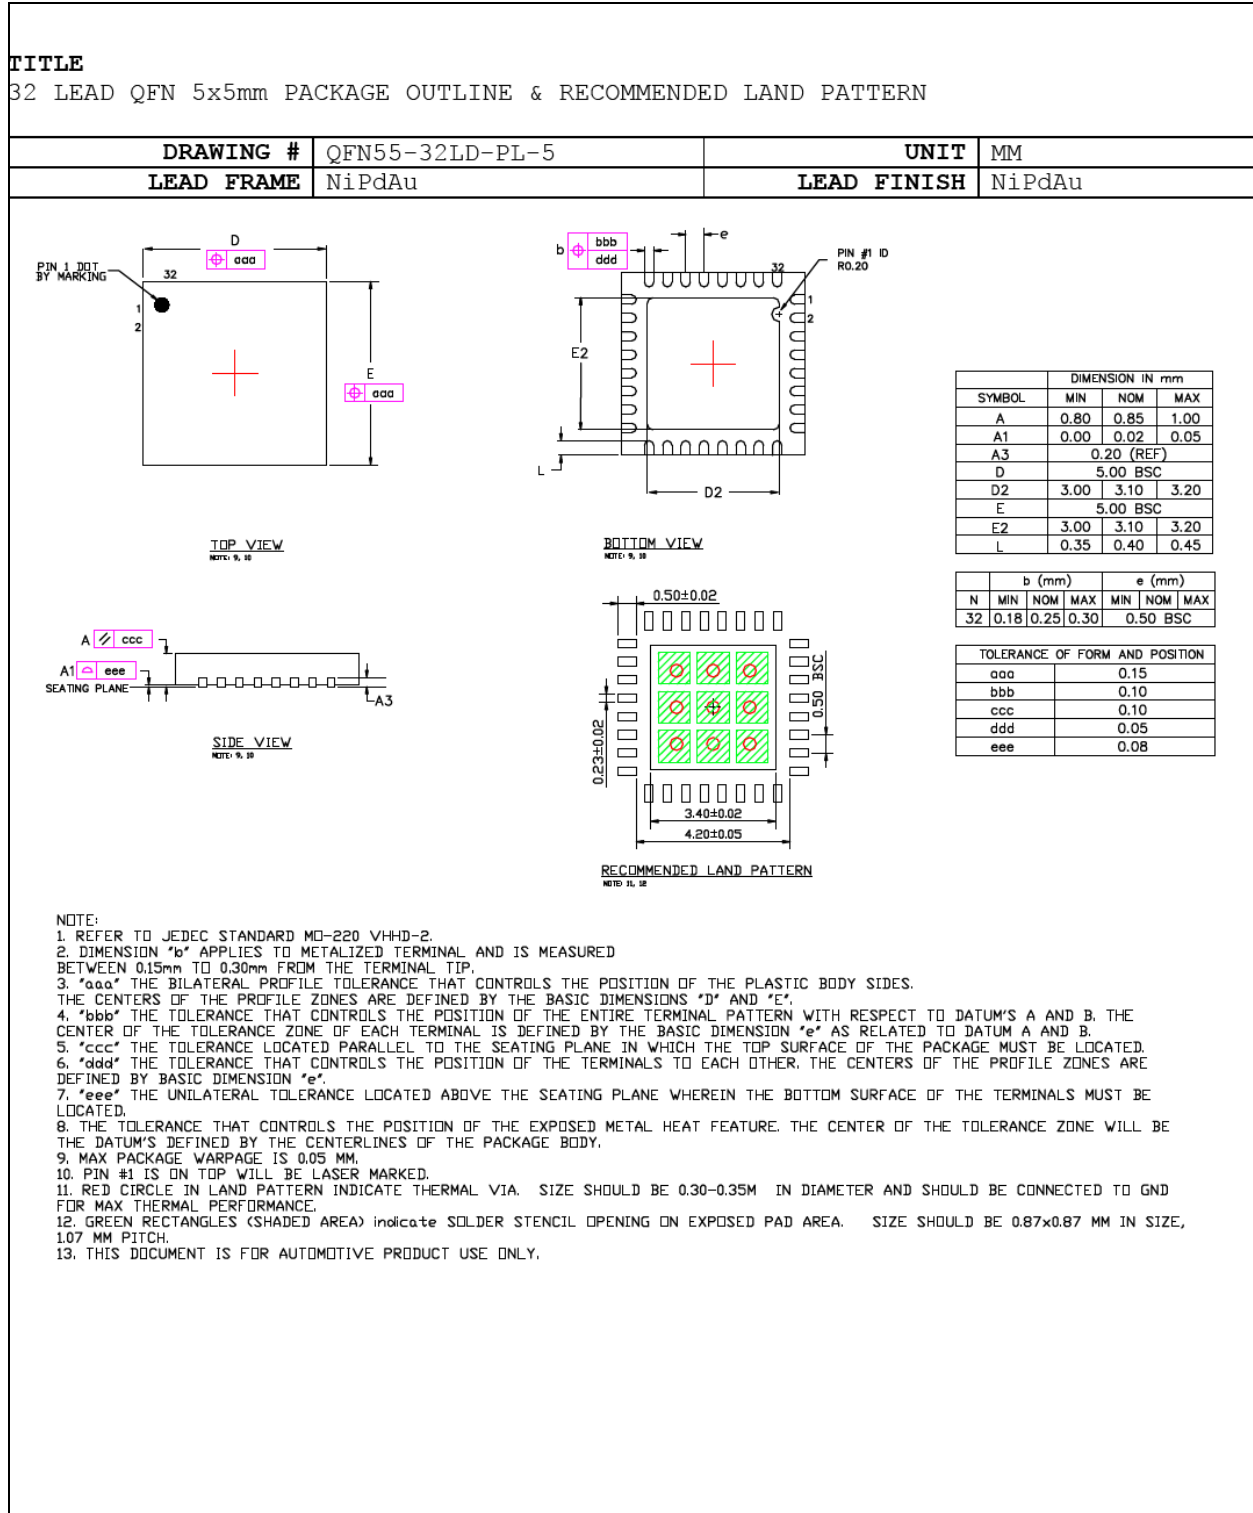 TITLE
32 LEAD QFN 5x5mm PACKAGE OUTLINE & RECOMMENDED LAND PATTERN
DRAWING # QFN55-32LD-PL-5 UNIT MM
LEAD FRAME NiPdAu LEAD FINISH NiPdAu
D
aaa
PIN 1 DOT
BY MARKING
32
1
2
E
aaa
TOP VIEW
NOTE: 9, 10
b bbb
ddd
e
PIN #1 ID
R0.20
32
1
2
E2
L
D2
BOTTOM VIEW
NOTE: 9, 10
DIMENSION IN mm
SYMBOL MIN NOM MAX
A 0.80 0.85 1.00
A1 0.00 0.02 0.05
A3 0.20 (REF)
D 5.00 BSC
D2 3.00 3.10 3.20
E 5.00 BSC
E2 3.00 3.10 3.20
L 0.35 0.40 0.45
b (mm) e (mm)
N MIN NOM MAX MIN NOM MAX
32 0.18 0.25 0.30 0.50 BSC
TOLERANCE OF FORM AND POSITION
aaa 0.15
bbb 0.10
ccc 0.10
ddd 0.05
eee 0.08
A ccc
A1 eee
SEATING PLANE
A3
SIDE VIEW
NOTE: 9, 10
0.50±0.02
0.50 BSC
0.23±0.02
3.40±0.02
4.20±0.05
RECOMMENDED LAND PATTERN
NOTE: 11, 12
NOTE:
1. REFER TO JEDEC STANDARD MO-220 VHHD-2.
2. DIMENSION "b" APPLIES TO METALIZED TERMINAL AND IS MEASURED
BETWEEN 0.15mm TO 0.30mm FROM THE TERMINAL TIP.
3. "aaa" THE BILATERAL PROFILE TOLERANCE THAT CONTROLS THE POSITION OF THE PLASTIC BODY SIDES.
THE CENTERS OF THE PROFILE ZONES ARE DEFINED BY THE BASIC DIMENSIONS "D" AND "E".
4. "bbb" THE TOLERANCE THAT CONTROLS THE POSITION OF THE ENTIRE TERMINAL PATTERN WITH RESPECT TO DATUM'S A AND B. THE
CENTER OF THE TOLERANCE ZONE OF EACH TERMINAL IS DEFINED BY THE BASIC DIMENSION "e" AS RELATED TO DATUM A AND B.
5. "ccc" THE TOLERANCE LOCATED PARALLEL TO THE SEATING PLANE IN WHICH THE TOP SURFACE OF THE PACKAGE MUST BE LOCATED.
6. "ddd" THE TOLERANCE THAT CONTROLS THE POSITION OF THE TERMINALS TO EACH OTHER. THE CENTERS OF THE PROFILE ZONES ARE
DEFINED BY BASIC DIMENSION "e".
7. "eee" THE UNILATERAL TOLERANCE LOCATED ABOVE THE SEATING PLANE WHEREIN THE BOTTOM SURFACE OF THE TERMINALS MUST BE
LOCATED.
8. THE TOLERANCE THAT CONTROLS THE POSITION OF THE EXPOSED METAL HEAT FEATURE. THE CENTER OF THE TOLERANCE ZONE WILL BE
THE DATUM'S DEFINED BY THE CENTERLINES OF THE PACKAGE BODY.
9. MAX PACKAGE WARPAGE IS 0.05 MM.
10. PIN #1 IS ON TOP WILL BE LASER MARKED.
11. RED CIRCLE IN LAND PATTERN INDICATE THERMAL VIA. SIZE SHOULD BE 0.30-0.35M IN DIAMETER AND SHOULD BE CONNECTED TO GND
FOR MAX THERMAL PERFORMANCE.
12. GREEN RECTANGLES (SHADED AREA) indicate SOLDER STENCIL OPENING ON EXPOSED PAD AREA. SIZE SHOULD BE 0.87x0.87 MM IN SIZE,
1.07 MM PITCH.
13. THIS DOCUMENT IS FOR AUTOMOTIVE PRODUCT USE ONLY.